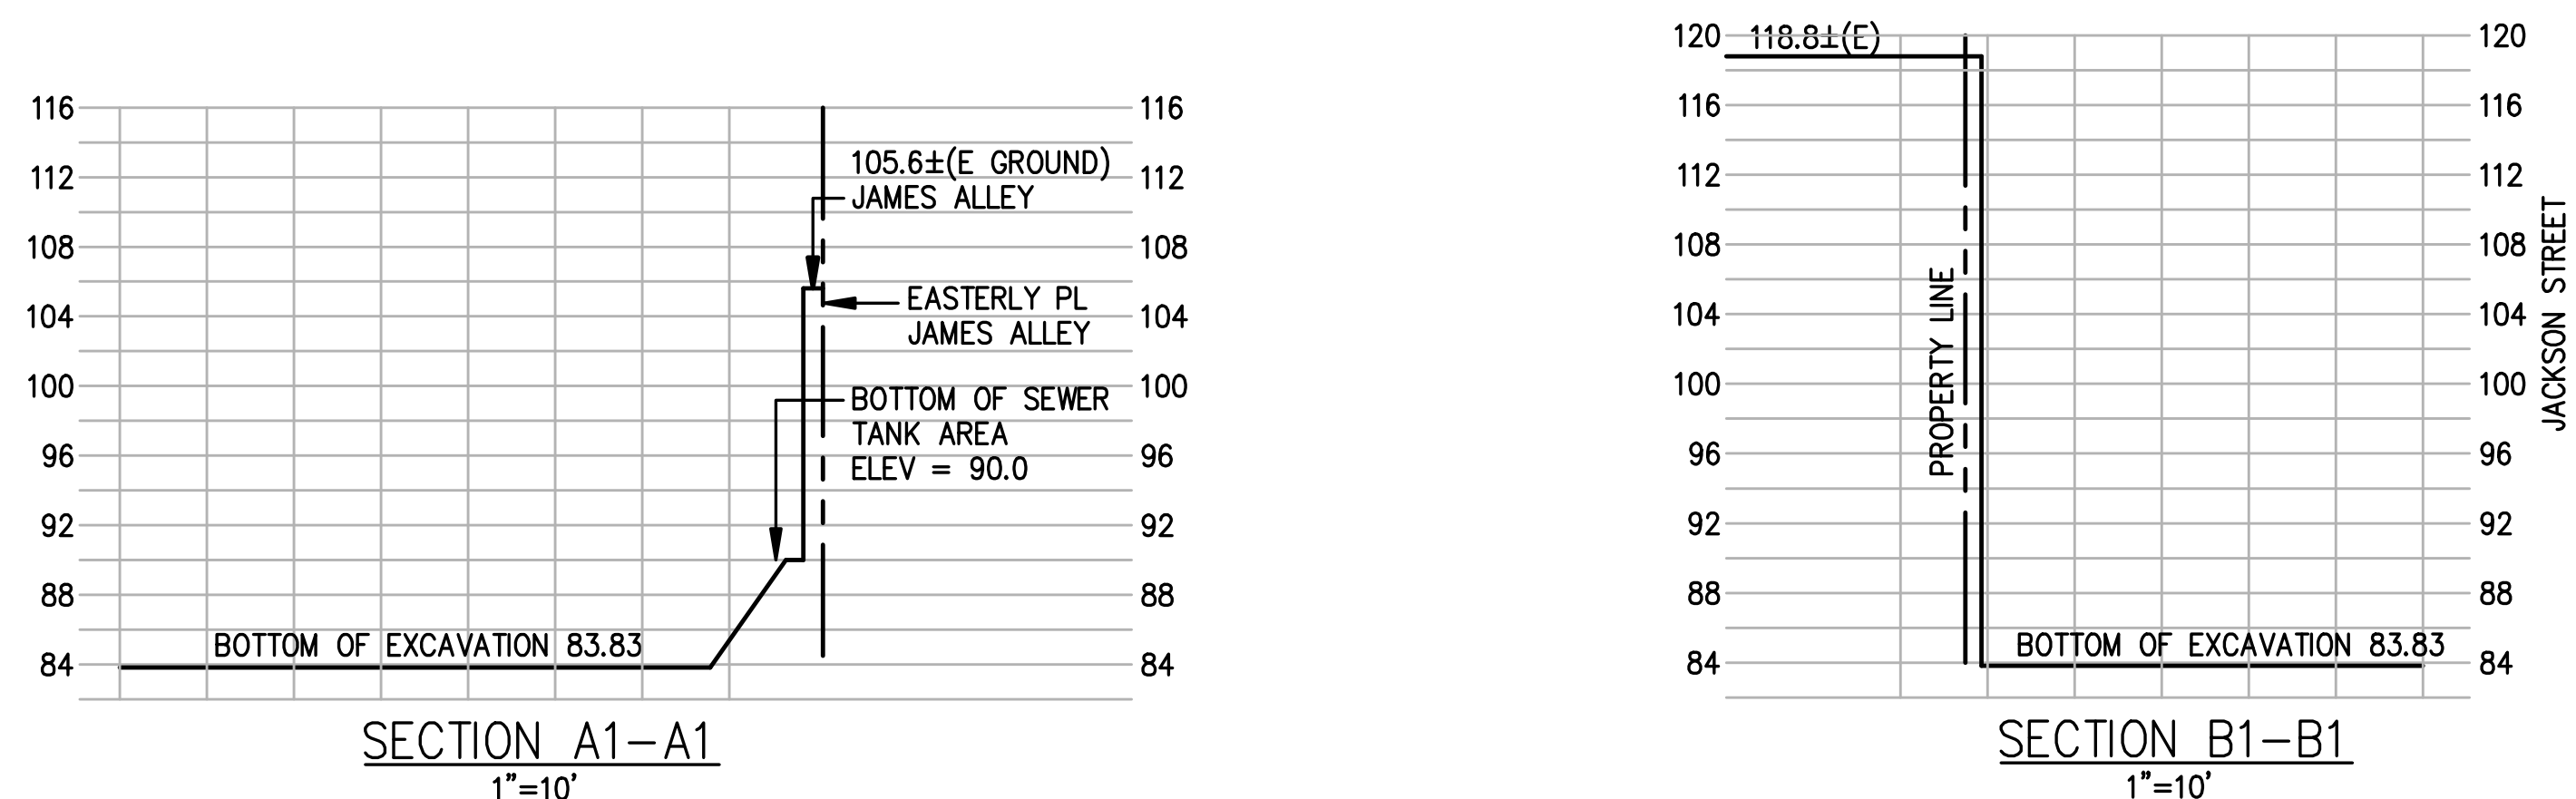 116
112
108
104
100
96
92
88
84
105.6±(E GROUND)
JAMES ALLEY
EASTERLY PL
JAMES ALLEY
BOTTOM OF SEWER
TANK AREA
ELEV = 90.0
BOTTOM OF EXCAVATION 83.83
116
112
108
104
100
96
92
88
84
SECTION A1-A1
1"=10'
120
116
112
108
104
100
96
92
88
84
118.8±(E)
PROPERTY LINE
BOTTOM OF EXCAVATION 83.83
120
116
112
108
104
100
96
92
88
84
JACKSON STREET
SECTION B1-B1
1"=10'